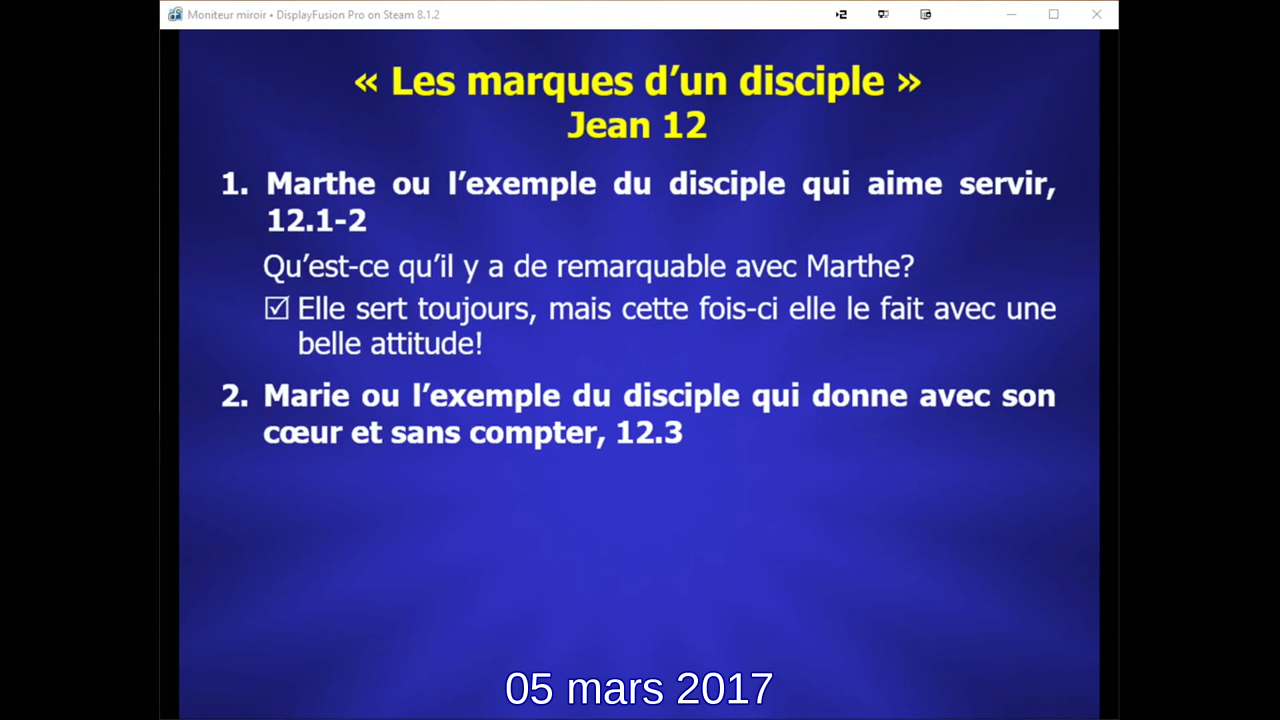 Moniteur miroir • DisplayFusion Pro on Steam 8.1.2
« Les marques d’un disciple »
Jean 12
1. Marthe ou l’exemple du disciple qui aime servir,
12.1-2
Qu’est-ce qu’il y a de remarquable avec Marthe?
☑ Elle sert toujours, mais cette fois-ci elle le fait avec une
belle attitude!
2. Marie ou l’exemple du disciple qui donne avec son
cœur et sans compter, 12.3
05 mars 2017